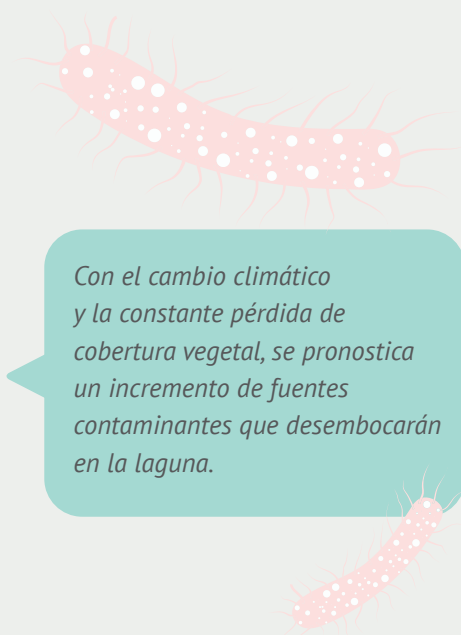 Con el cambio climático
y la constante pérdida de
cobertura vegetal, se pronostica
un incremento de fuentes
contaminantes que desembocarán
en la laguna.